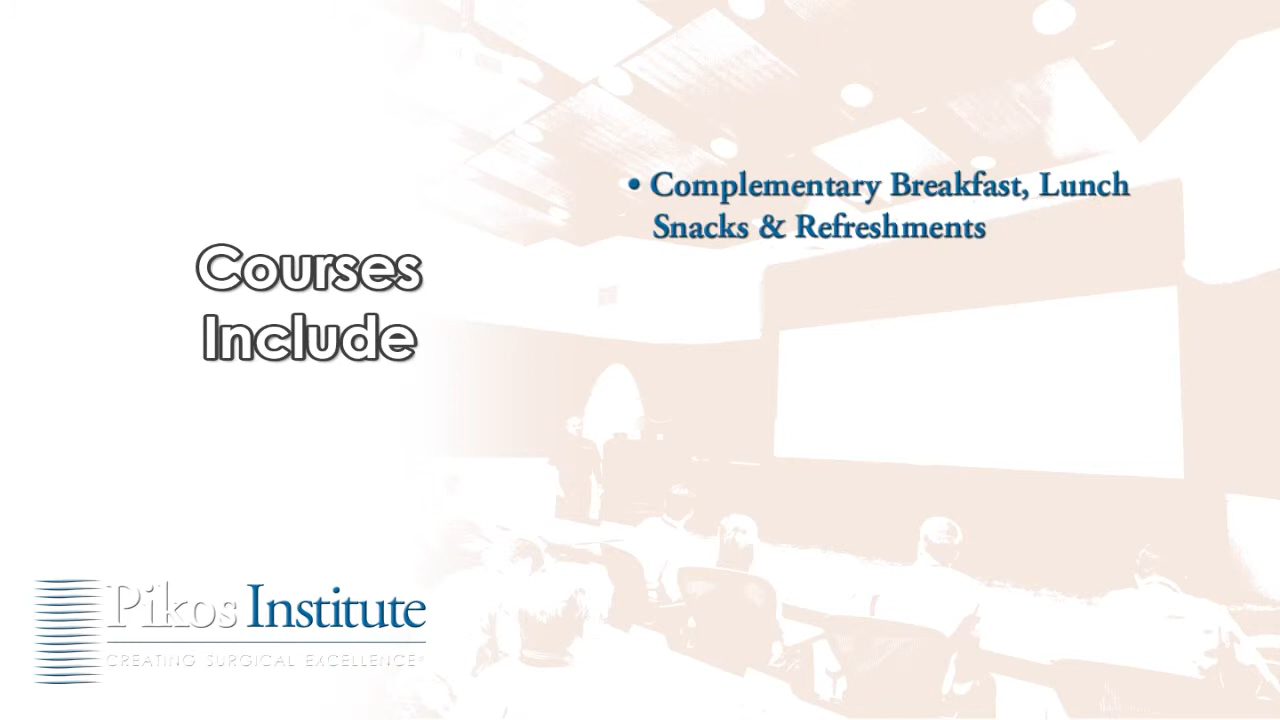 • Complementary Breakfast, Lunch
Snacks & Refreshments
Courses
Include
Pikos Institute
CREATING SURGICAL EXCELLENCE®